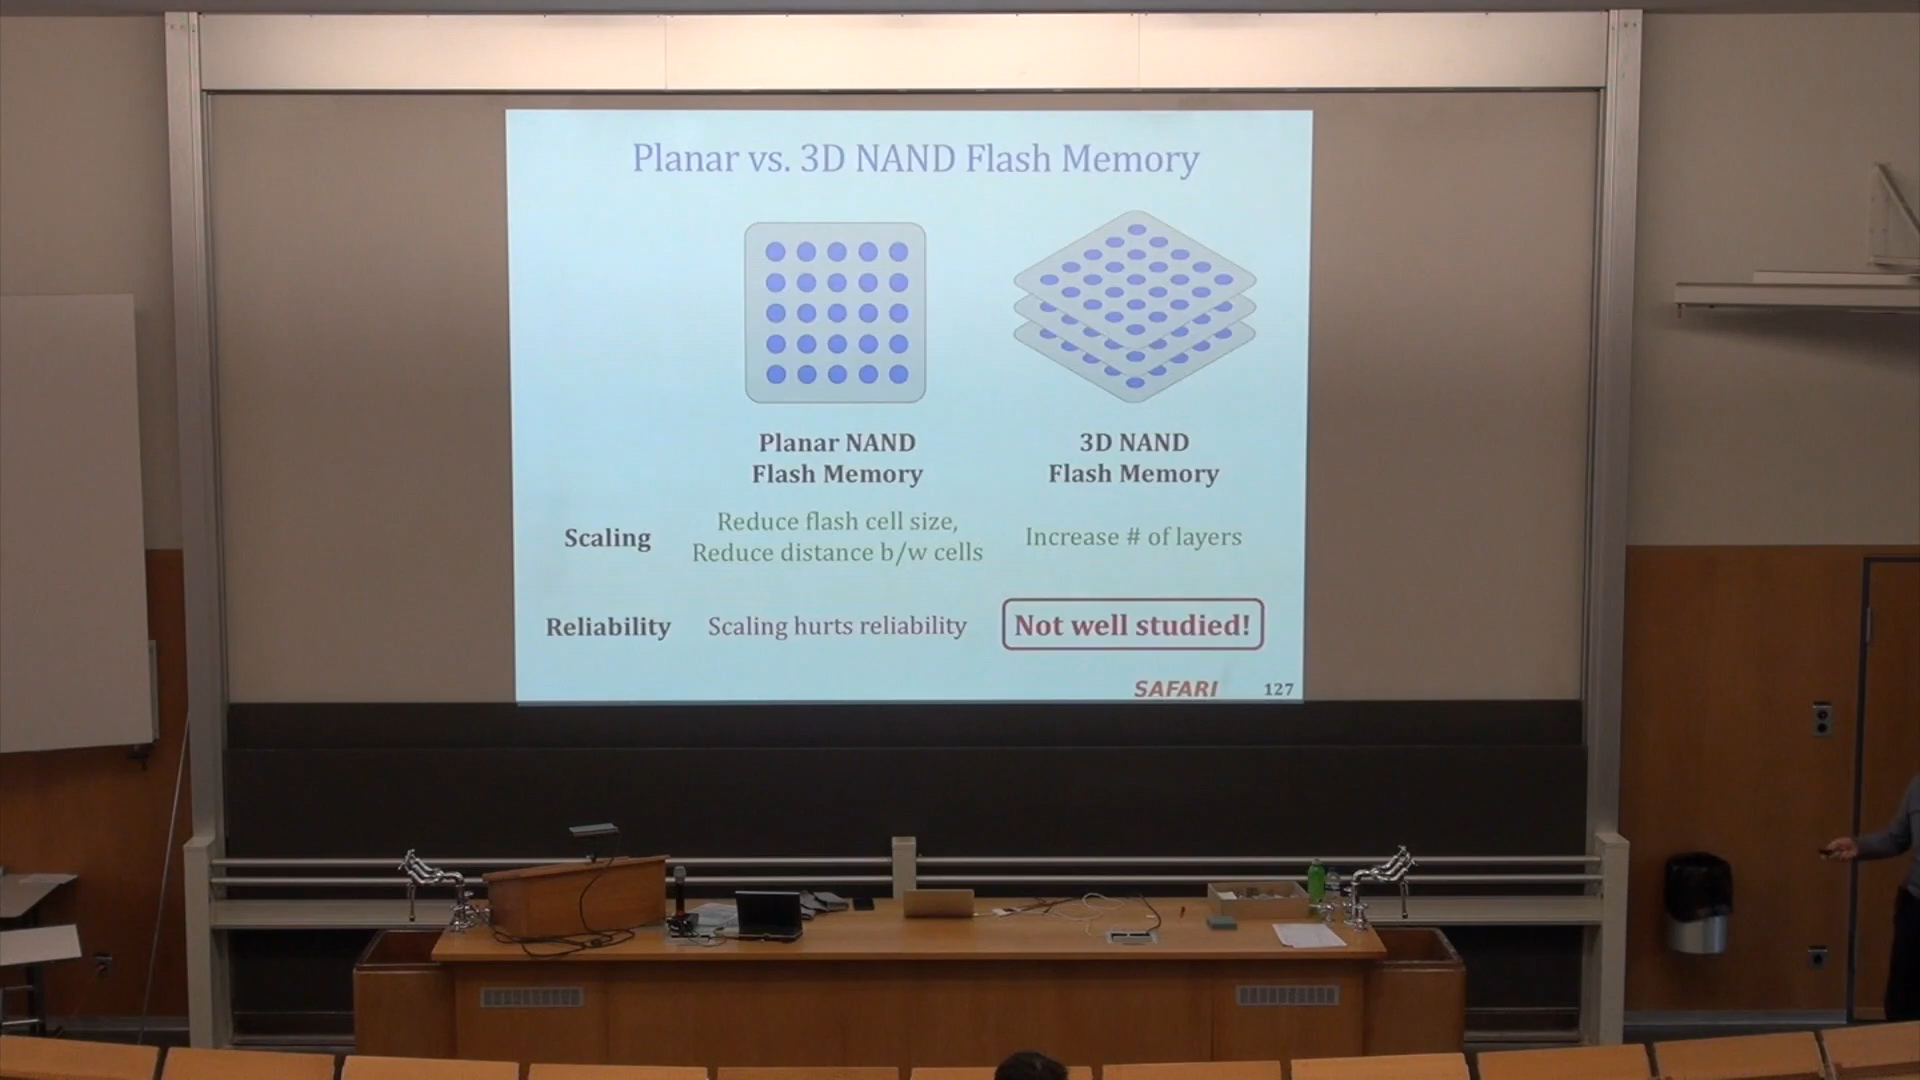 Planar vs. 3D NAND Flash Memory
Planar NAND
Flash Memory
3D NAND
Flash Memory
Scaling
Reduce flash cell size,
Reduce distance b/w cells
Increase # of layers
Reliability
Scaling hurts reliability
Not well studied!
SAFARI
127